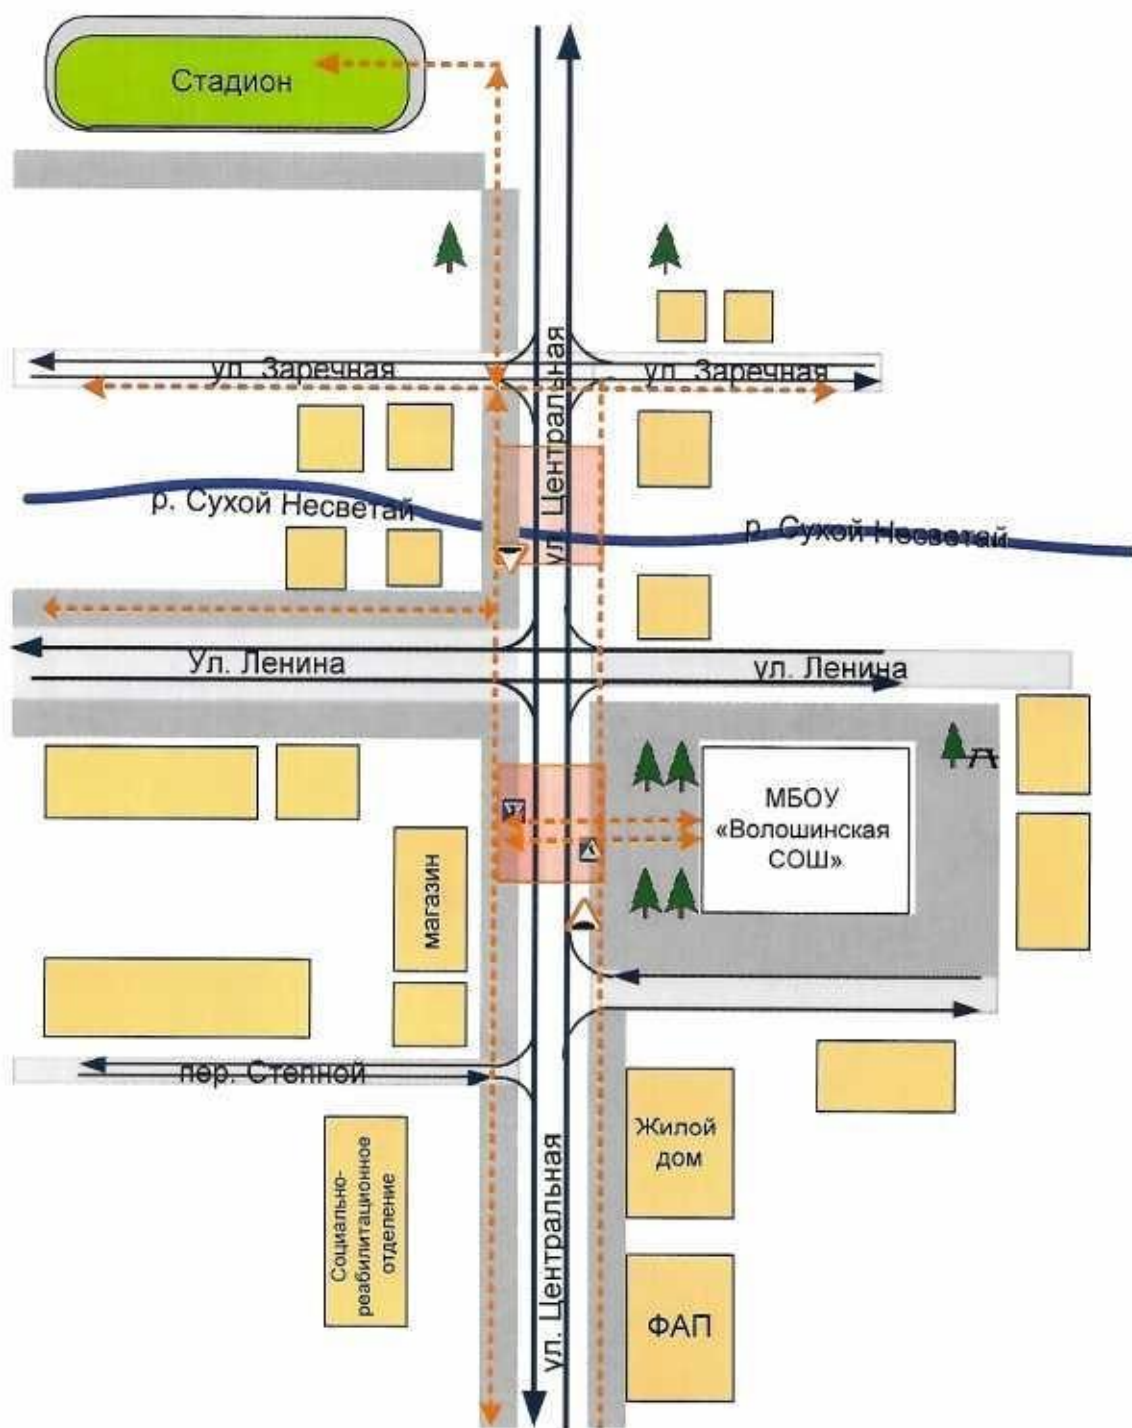 Стадион
ул. Заречная
ул. Заречная
ул. Центральная
р. Сухой Несветай
р. Сухой Несветай
Ул. Ленина
ул. Ленина
МБОУ
«Волошинская
СОШ»
магазин
пер. Степной
Жилой
дом
Социально-
реабилитационное
отделение
ул. Центральная
ФАП